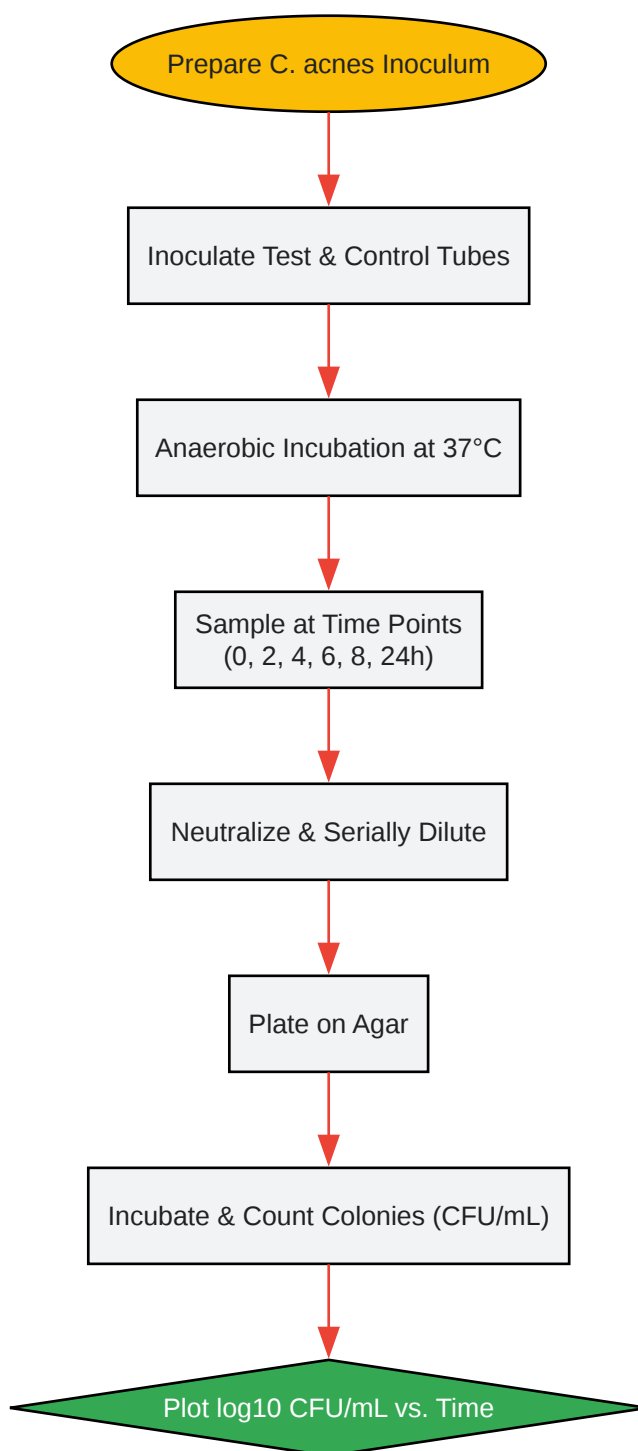 Prepare C. acnes Inoculum
Inoculate Test & Control Tubes
Anaerobic Incubation at 37°C
Sample at Time Points
(0, 2, 4, 6, 8, 24h)
Neutralize & Serially Dilute
Plate on Agar
Incubate & Count Colonies (CFU/mL)
Plot log10 CFU/mL vs. Time